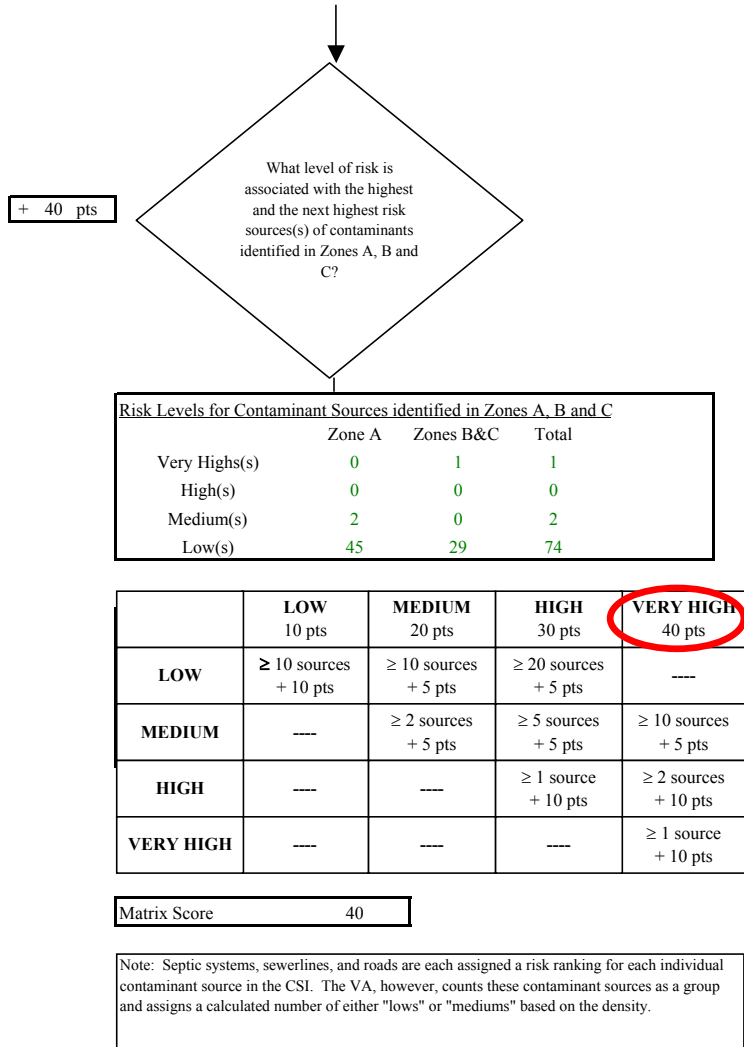 What level of risk is
associated with the highest
and the next highest risk
sources(s) of contaminants
identified in Zones A, B and
C?
+ 40 pts
Risk Levels for Contaminant Sources identified in Zones A, B and C
Zone A Zones B&C Total
Very Highs(s) 0 1 1
High(s) 0 0 0
Medium(s) 2 0 2
Low(s) 45 29 74
LOW MEDIUM HIGH VERY HIGH
10 pts 20 pts 30 pts 40 pts
LOW ≥ 10 sources ≥ 10 sources ≥ 20 sources ----
+ 10 pts + 5 pts + 5 pts
MEDIUM ---- ≥ 2 sources ≥ 5 sources ≥ 10 sources
+ 5 pts + 5 pts + 5 pts
HIGH ---- ---- ≥ 1 source ≥ 2 sources
+ 10 pts + 10 pts
VERY HIGH ---- ---- ---- ≥ 1 source
+ 10 pts
Matrix Score 40
Note: Septic systems, sewerlines, and roads are each assigned a risk ranking for each individual
contaminant source in the CSI. The VA, however, counts these contaminant sources as a group
and assigns a calculated number of either "lows" or "mediums" based on the density.